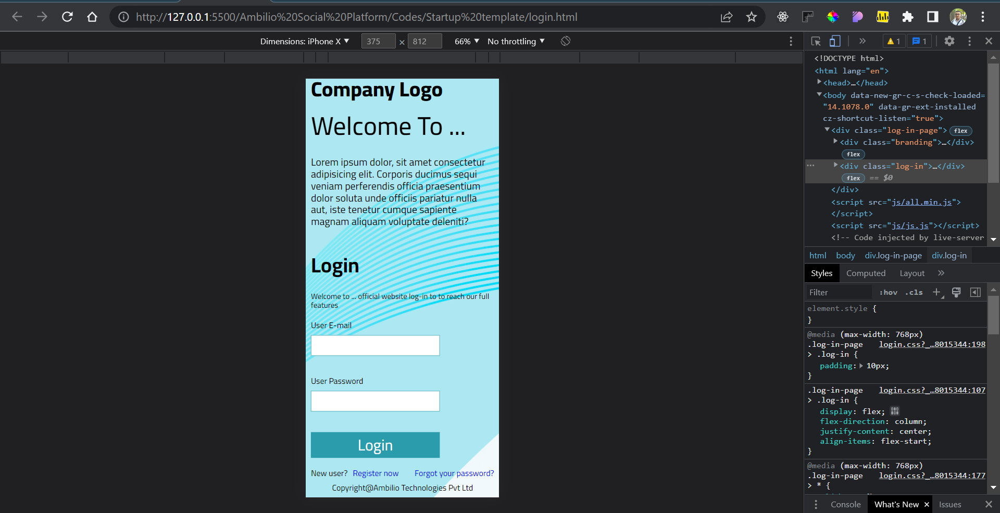 http://127.0.0.1:5500/Ambilio%20Social%20Platform/Codes/Startup%20template/login.html
Dimensions: iPhone X ▼ 375 × 812 66% ▼ No throttling ▼
1 1
Company Logo
Welcome To ...
Lorem ipsum dolor, sit amet consectetur
adipisicing elit. Corporis ducimus sequi
veniam perferendis officia praesentium
dolor soluta unde officiis pariatur nulla
aut, iste tenetur cumque sapiente
magnam aliquam voluptate deleniti?
Login
Welcome to ... official website log-in to to reach our full
features
User E-mail
User Password
Login
New user? Register now Forgot your password?
Copyright@Ambilio Technologies Pvt Ltd
<!DOCTYPE html>
<html lang="en">
<head>…</head>
<body data-new-gr-c-s-check-loaded=
"14.1078.0" data-gr-ext-installed
cz-shortcut-listen="true">
<div class="log-in-page"> flex
<div class="branding">…</div>
flex
<div class="log-in">…</div>
flex == $0
</div>
<script src="js/all.min.js">
</script>
<script src="js/js.js"></script>
<!-- Code injected by live-server
html body div.log-in-page div.log-in
Styles Computed Layout
Filter :hov .cls
element.style {
}
@media (max-width: 768px)
.log-in-page login.css?_…8015344:198
> .log-in {
padding: 10px;
}
.log-in-page login.css?_…8015344:107
> .log-in {
display: flex;
flex-direction: column;
justify-content: center;
align-items: flex-start;
}
@media (max-width: 768px)
.log-in-page login.css?_…8015344:177
> * {
Console What's New × Issues